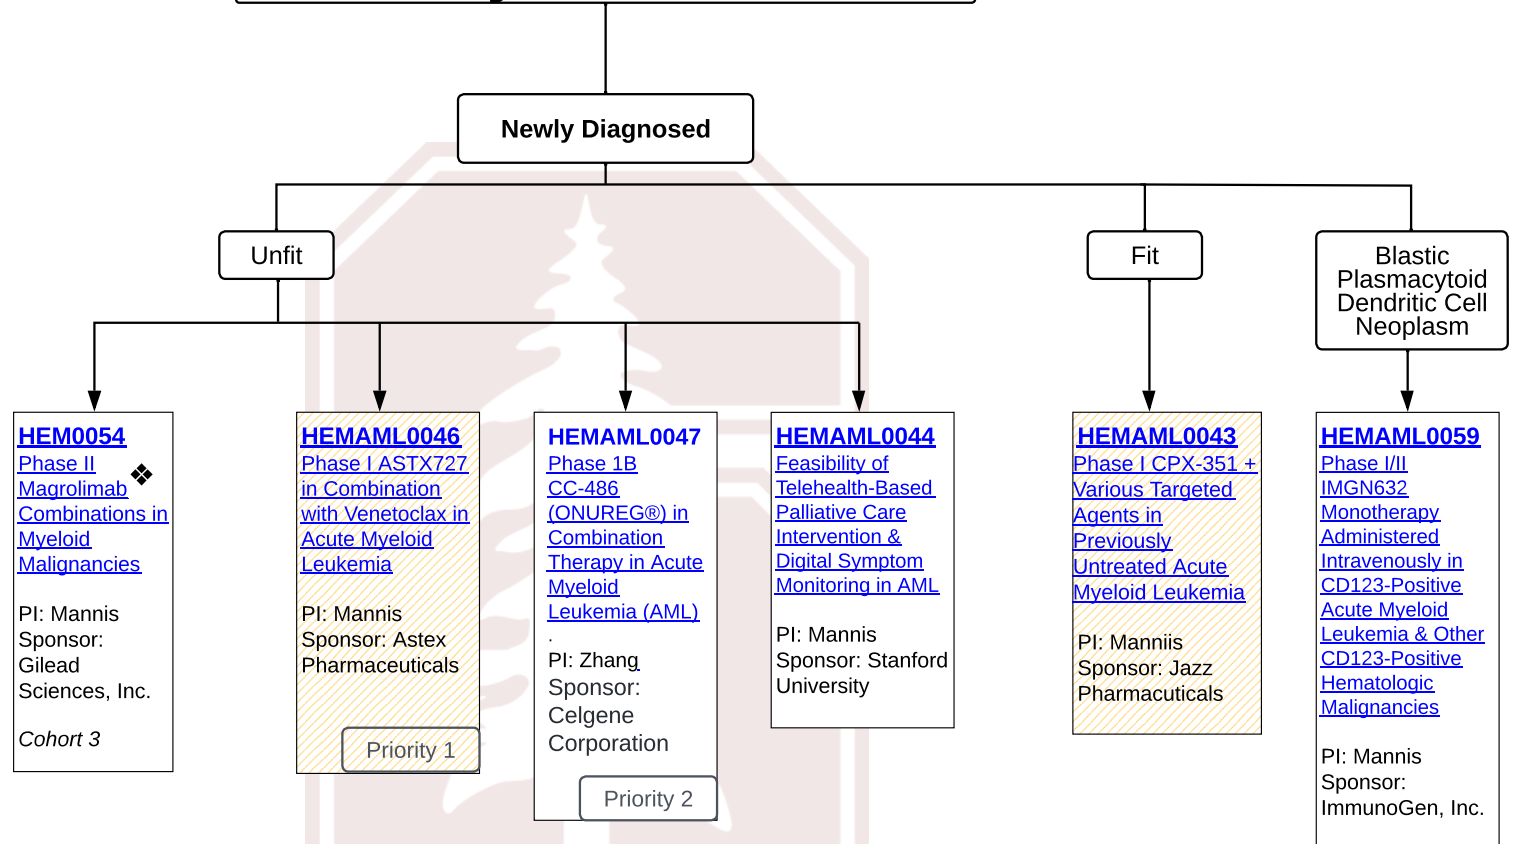 Newly Diagnosed
Unfit
Fit
Blastic
Plasmacytoid
Dendritic Cell
Neoplasm
HEM0054
Phase II
Magrolimab
Combinations in
Myeloid
Malignancies
PI: Mannis
Sponsor:
Gilead
Sciences, Inc.
Cohort 3
HEMAML0046
Phase I ASTX727
in Combination
with Venetoclax in
Acute Myeloid
Leukemia
PI: Mannis
Sponsor: Astex
Pharmaceuticals
Priority 1
HEMAML0047
Phase 1B
CC-486
(ONUREG®) in
Combination
Therapy in Acute
Myeloid
Leukemia (AML)
.
PI: Zhang
Sponsor:
Celgene
Corporation
Priority 2
HEMAML0044
Feasibility of
Telehealth-Based
Palliative Care
Intervention &
Digital Symptom
Monitoring in AML
PI: Mannis
Sponsor: Stanford
University
HEMAML0043
Phase I CPX-351 +
Various Targeted
Agents in
Previously
Untreated Acute
Myeloid Leukemia
PI: Manniis
Sponsor: Jazz
Pharmacuticals
HEMAML0059
Phase I/II
IMGN632
Monotherapy
Administered
Intravenously in
CD123-Positive
Acute Myeloid
Leukemia & Other
CD123-Positive
Hematologic
Malignancies
PI: Mannis
Sponsor:
ImmunoGen, Inc.